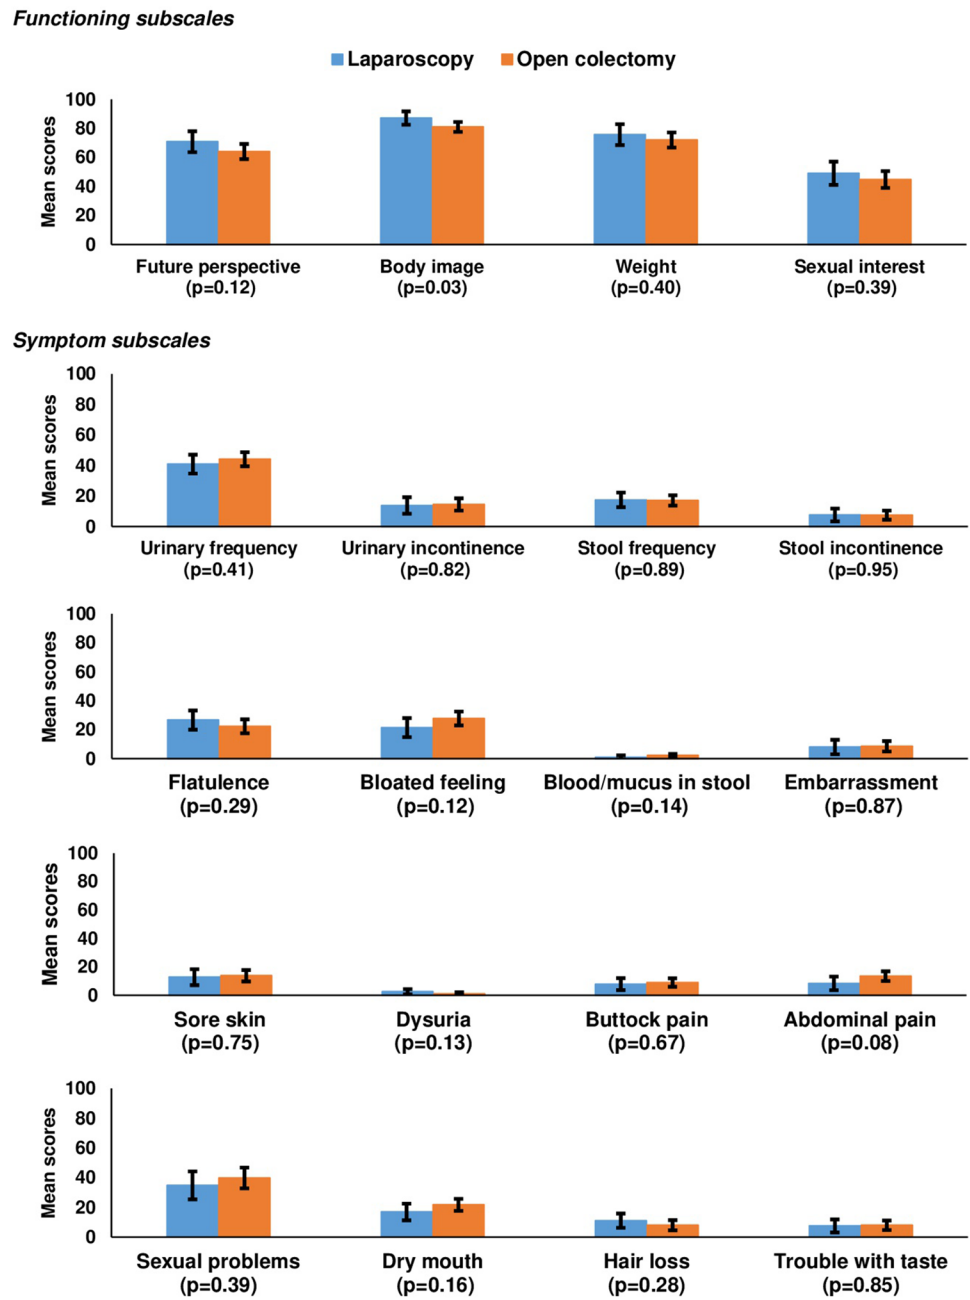 Functioning subscales
Laparoscopy Open colectomy
Mean scores
100
80
60
40
20
0
Future perspective Body image Weight Sexual interest
(p=0.12) (p=0.03) (p=0.40) (p=0.39)
Symptom subscales
Mean scores
100
80
60
40
20
0
Urinary frequency Urinary incontinence Stool frequency Stool incontinence
(p=0.41) (p=0.82) (p=0.89) (p=0.95)
Mean scores
100
80
60
40
20
0
Flatulence Bloated feeling Blood/mucus in stool Embarrassment
(p=0.29) (p=0.12) (p=0.14) (p=0.87)
Mean scores
100
80
60
40
20
0
Sore skin Dysuria Buttock pain Abdominal pain
(p=0.75) (p=0.13) (p=0.67) (p=0.08)
Mean scores
100
80
60
40
20
0
Sexual problems Dry mouth Hair loss Trouble with taste
(p=0.39) (p=0.16) (p=0.28) (p=0.85)